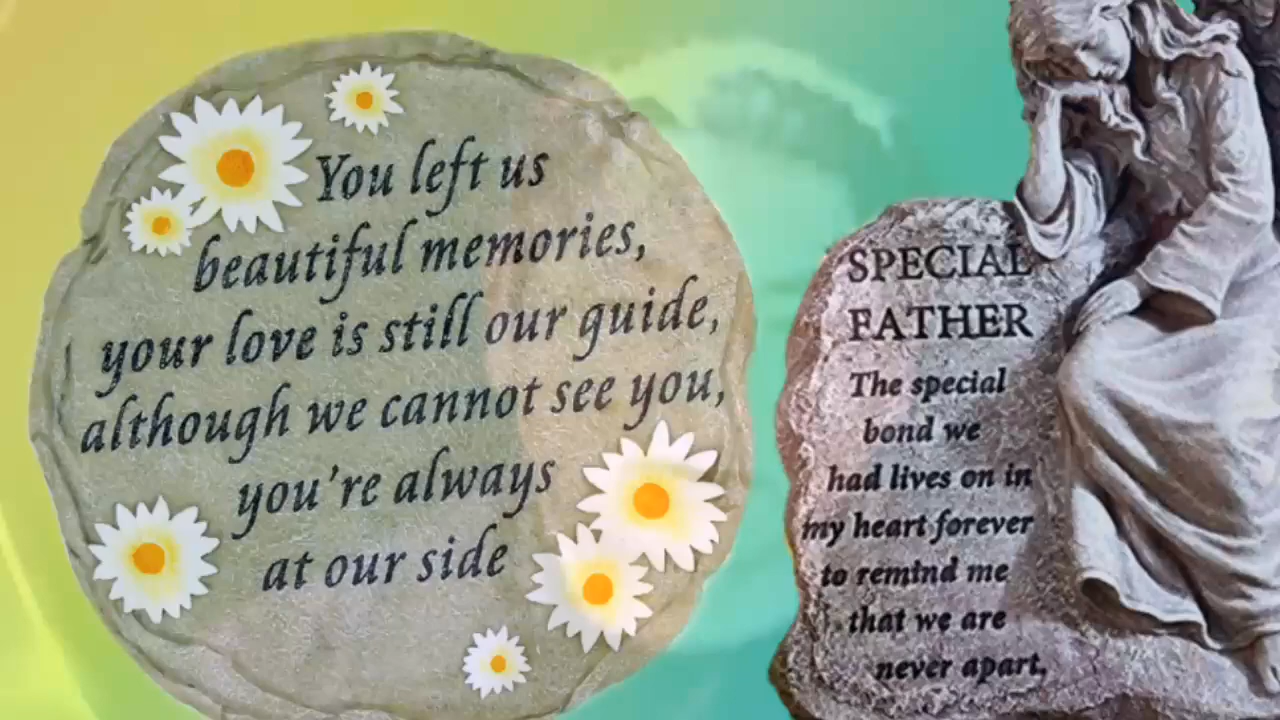 You left us
beautiful memories,
your love is still our guide,
although we cannot see you,
you're always
at our side
SPECIAL
FATHER
The special
bond we
had lives on in
my heart forever
to remind me
that we are
never apart.